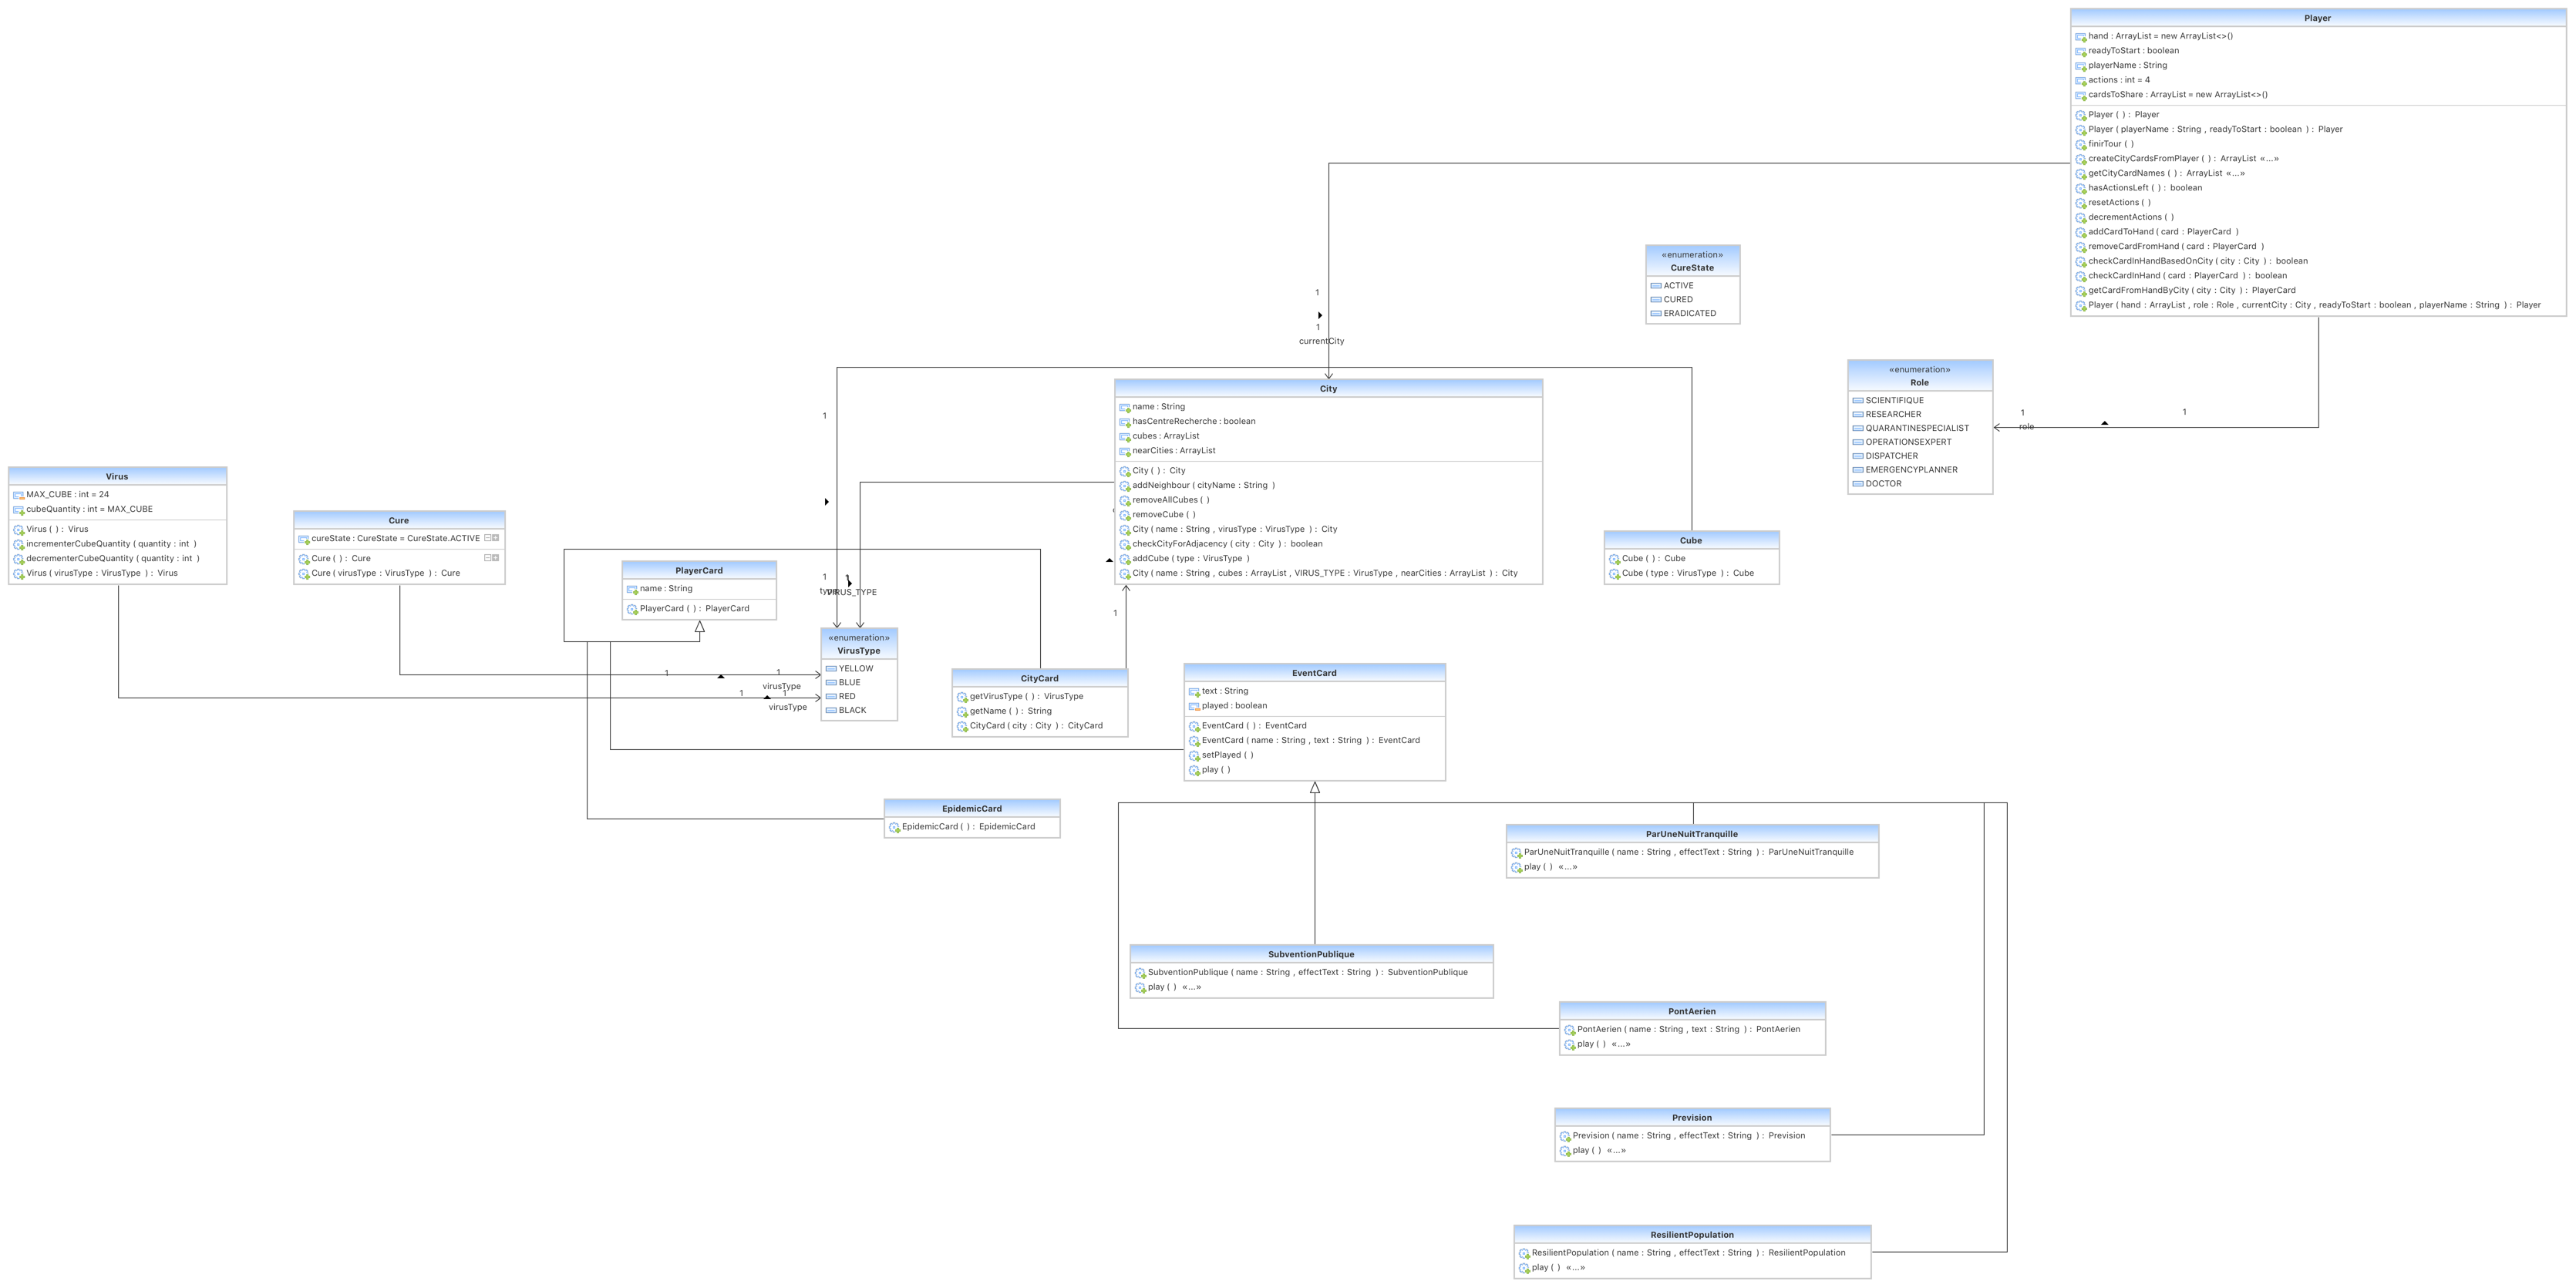 Player
hand : ArrayList = new ArrayList<>()
readyToStart : boolean
playerName : String
actions : int = 4
cardsToShare : ArrayList = new ArrayList<>()
Player ( ) : Player
Player ( playerName : String , readyToStart : boolean ) : Player
finirTour ( )
createCityCardsFromPlayer ( ) : ArrayList «...»
getCityCardNames ( ) : ArrayList «...»
hasActionsLeft ( ) : boolean
resetActions ( )
decrementActions ( )
addCardToHand ( card : PlayerCard )
removeCardFromHand ( card : PlayerCard )
checkCardInHandBasedOnCity ( city : City ) : boolean
checkCardInHand ( card : PlayerCard ) : boolean
getCardFromHandByCity ( city : City ) : PlayerCard
Player ( hand : ArrayList , role : Role , currentCity : City , readyToStart : boolean , playerName : String ) : Player
«enumeration»
CureState
ACTIVE
CURED
ERADICATED
1
1
currentCity
«enumeration»
Role
SCIENTIFIQUE
RESEARCHER
QUARANTINESPECIALIST
OPERATIONSEXPERT
DISPATCHER
EMERGENCYPLANNER
DOCTOR
1
role
1
City
name : String
hasCentreRecherche : boolean
cubes : ArrayList
nearCities : ArrayList
City ( ) : City
addNeighbour ( cityName : String )
removeAllCubes ( )
removeCube ( )
City ( name : String , virusType : VirusType ) : City
checkCityForAdjacency ( city : City ) : boolean
addCube ( type : VirusType )
City ( name : String , cubes : ArrayList , VIRUS_TYPE : VirusType , nearCities : ArrayList ) : City
1
Virus
MAX_CUBE : int = 24
cubeQuantity : int = MAX_CUBE
Virus ( ) : Virus
incrementerCubeQuantity ( quantity : int )
decrementerCubeQuantity ( quantity : int )
Virus ( virusType : VirusType ) : Virus
Cure
cureState : CureState = CureState.ACTIVE
Cure ( ) : Cure
Cure ( virusType : VirusType ) : Cure
PlayerCard
name : String
PlayerCard ( ) : PlayerCard
Cube
Cube ( ) : Cube
Cube ( type : VirusType ) : Cube
1
1
VIRUS_TYPE
«enumeration»
VirusType
YELLOW
BLUE
RED
BLACK
1
1
virusType
1
1
virusType
1
CityCard
getVirusType ( ) : VirusType
getName ( ) : String
CityCard ( city : City ) : CityCard
EventCard
text : String
played : boolean
EventCard ( ) : EventCard
EventCard ( name : String , text : String ) : EventCard
setPlayed ( )
play ( )
EpidemicCard
EpidemicCard ( ) : EpidemicCard
ParUneNuitTranquille
ParUneNuitTranquille ( name : String , effectText : String ) : ParUneNuitTranquille
play ( ) «...»
SubventionPublique
SubventionPublique ( name : String , effectText : String ) : SubventionPublique
play ( ) «...»
PontAerien
PontAerien ( name : String , text : String ) : PontAerien
play ( ) «...»
Prevision
Prevision ( name : String , effectText : String ) : Prevision
play ( ) «...»
ResilientPopulation
ResilientPopulation ( name : String , effectText : String ) : ResilientPopulation
play ( ) «...»